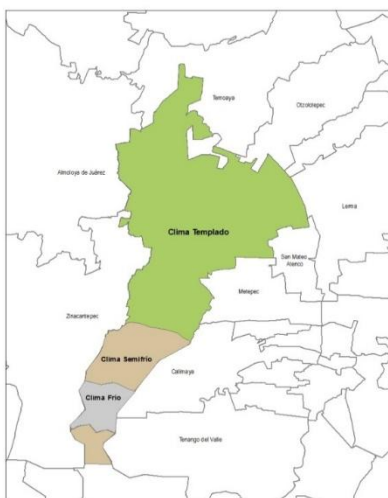 Temoaya
Otzolotepec
Almoloya de Juárez
Lerma
Clima Templado
San Mateo
Atenco
Metepec
Zinacantepec
Clima Semifrío
Calimaya
Clima Frio
Tenango del Valle